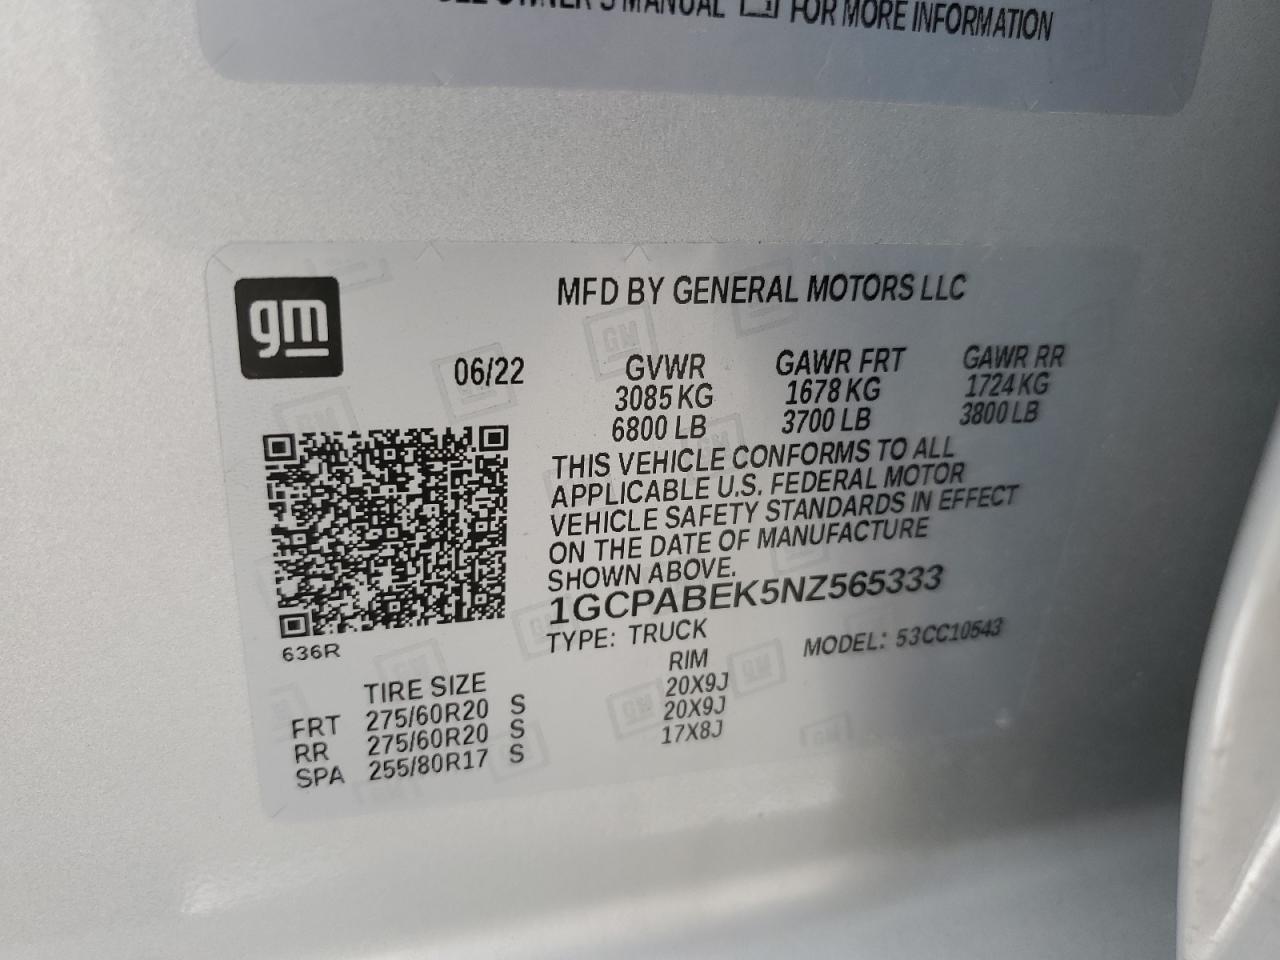 OWNER'S MANUAL FOR MORE INFORMATION
gm
MFD BY GENERAL MOTORS LLC
06/22
GVWR GAWR FRT GAWR RR
3085 KG 1678 KG 1724 KG
6800 LB 3700 LB 3800 LB
THIS VEHICLE CONFORMS TO ALL
APPLICABLE U.S. FEDERAL MOTOR
VEHICLE SAFETY STANDARDS IN EFFECT
ON THE DATE OF MANUFACTURE
SHOWN ABOVE.
1GCPABEK5NZ565333
TYPE: TRUCK MODEL: 53CC10543
636R
TIRE SIZE RIM
FRT 275/60R20 S 20X9J
RR 275/60R20 S 20X9J
SPA 255/80R17 S 17X8J